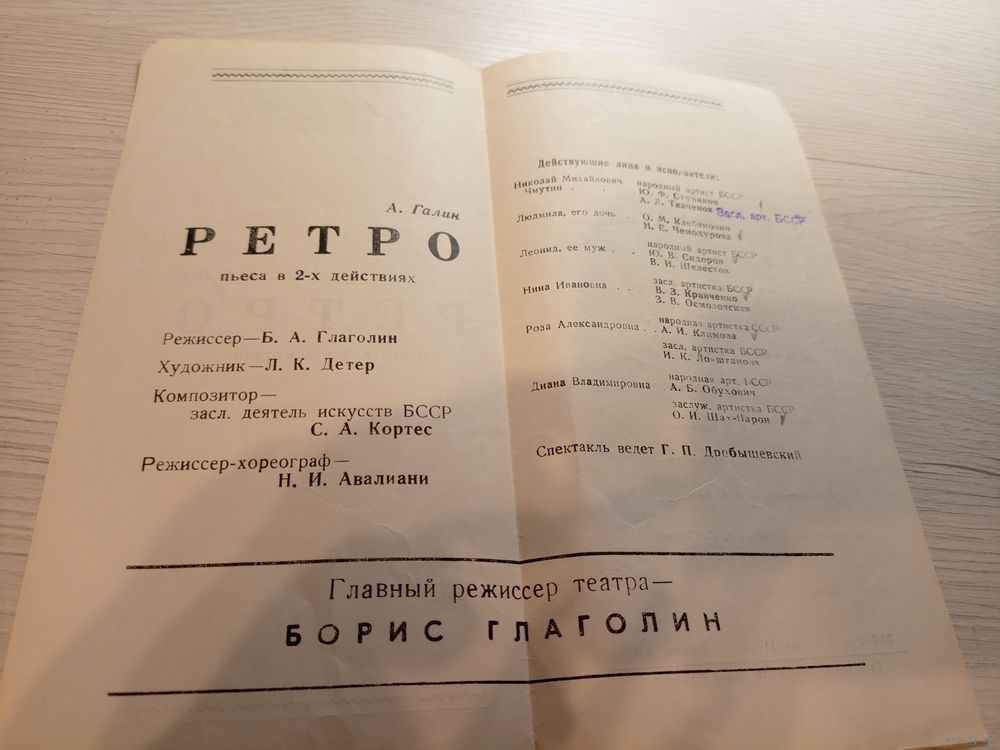 А. Галин
РЕТРО
пьеса в 2-х действиях
Режиссер—Б. А. Глаголин
Художник—Л. К. Детер
Композитор—
засл. деятель искусств БССР
С. А. Кортес
Режиссер-хореограф—
Н. И. Авалиани
Действующие лица и исполнители:
Николай Михайлович
Чмутин . .
народный артист БССР
Ю. Ф. Ступаков
А. Л. Ткаченок Засл. арт. БССР
Людмила, его дочь .
О. М. Клебанович
Н. Е. Чемодурова
Леонид, ее муж . .
народный артист БССР
Ю. В. Сидоров
В. И. Шелестов
Нина Ивановна . . .
засл. артистка БССР
В. З. Кравченко
З. В. Осмоловская
Роза Александровна . .
народная артистка СССР
А. И. Климова
засл. артистка БССР
И. К. Локштанова
Диана Владимировна .
народная арт. БССР
А. Б. Обухович
заслуж. артистка БССР
О. И. Шах-Парон
Спектакль ведет Г. П. Дробышевский
Главный режиссер театра—
БОРИС ГЛАГОЛИН